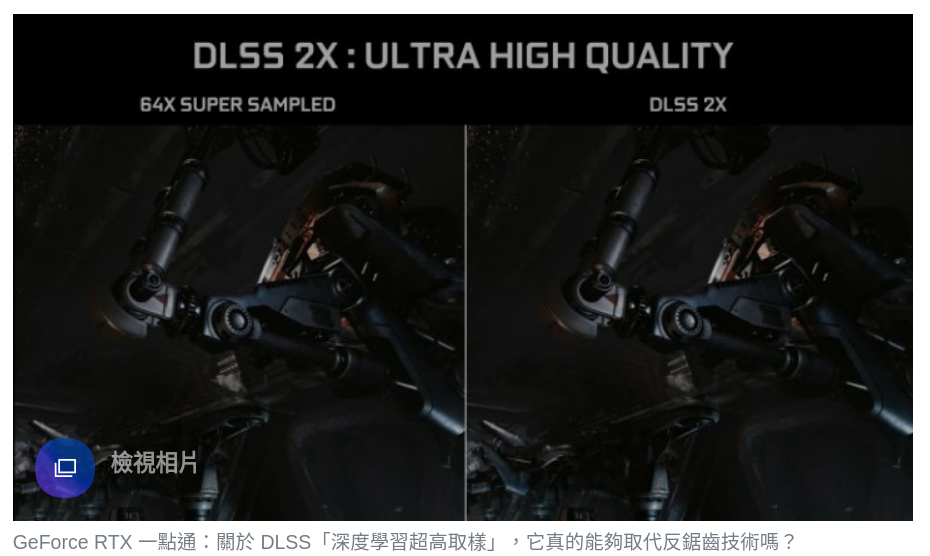 DLSS 2X : ULTRA HIGH QUALITY
64X SUPER SAMPLED
DLSS 2X
檢視相片
GeForce RTX 一點通：關於 DLSS「深度學習超高取樣」，它真的能夠取代反鋸齒技術嗎？